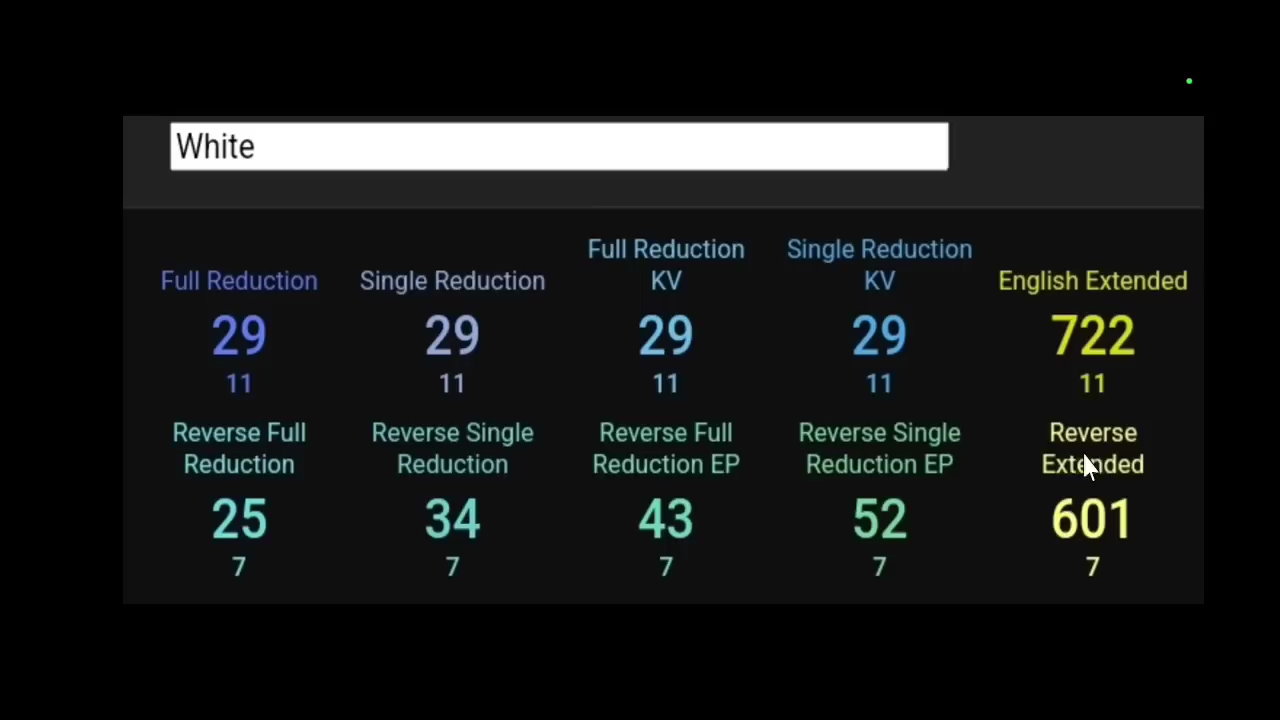 White
Full Reduction
29
11
Single Reduction
29
11
Full Reduction
KV
29
11
Single Reduction
KV
29
11
English Extended
722
11
Reverse Full
Reduction
25
7
Reverse Single
Reduction
34
7
Reverse Full
Reduction EP
43
7
Reverse Single
Reduction EP
52
7
Reverse
Extended
601
7